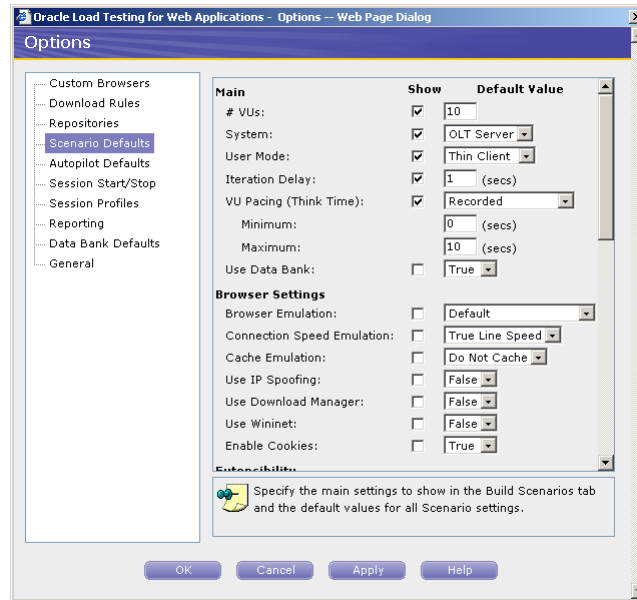 Oracle Load Testing for Web Applications - Options -- Web Page Dialog
Options
Custom Browsers
Download Rules
Repositories
Scenario Defaults
Autopilot Defaults
Session Start/Stop
Session Profiles
Reporting
Data Bank Defaults
General
Main Show Default Value
# VUs: 10
System: OLT Server
User Mode: Thin Client
Iteration Delay: 1 (secs)
VU Pacing (Think Time): Recorded
Minimum: 0 (secs)
Maximum: 10 (secs)
Use Data Bank: True
Browser Settings
Browser Emulation: Default
Connection Speed Emulation: True Line Speed
Cache Emulation: Do Not Cache
Use IP Spoofing: False
Use Download Manager: False
Use Wininet: False
Enable Cookies: True
Extensibility
Specify the main settings to show in the Build Scenarios tab
and the default values for all Scenario settings.
OK Cancel Apply Help